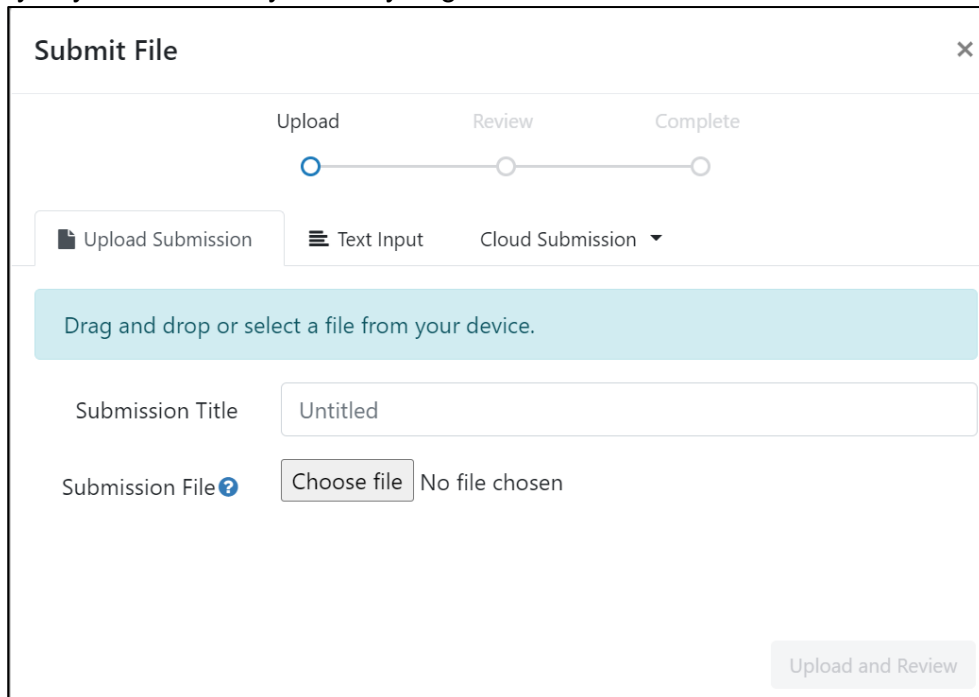 Submit File ×
Upload Review Complete
Upload Submission Text Input Cloud Submission
Drag and drop or select a file from your device.
Submission Title Untitled
Submission File Choose file No file chosen
Upload and Review